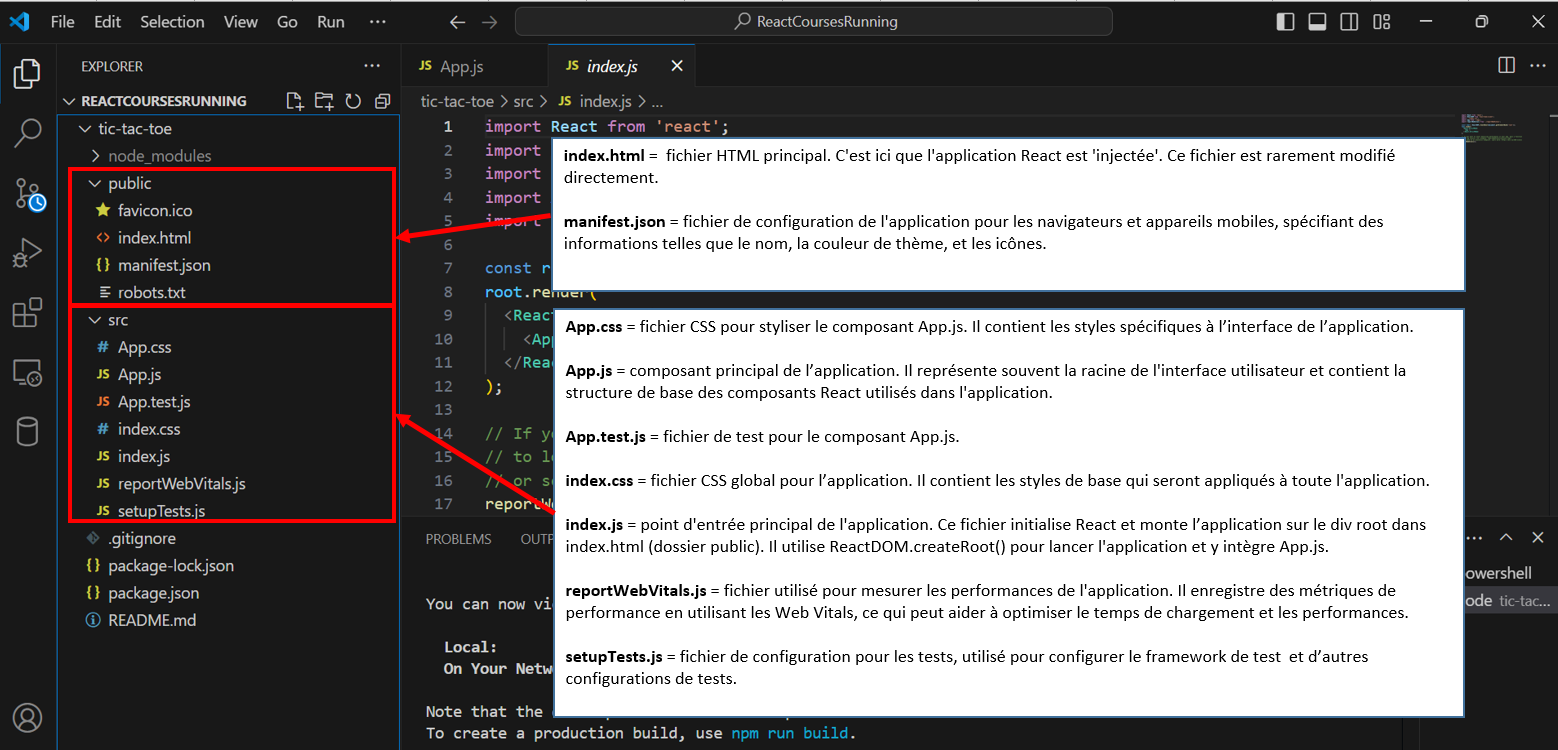 File Edit Selection View Go Run ···
ReactCoursesRunning
EXPLORER
REACTCOURSESRUNNING
tic-tac-toe
node_modules
public
favicon.ico
index.html
manifest.json
robots.txt
src
App.css
App.js
App.test.js
index.css
index.js
reportWebVitals.js
setupTests.js
.gitignore
package-lock.json
package.json
README.md
JS App.js
JS index.js
tic-tac-toe > src > JS index.js > ...
1 import React from 'react';
2 import
3 import
4 import
5 import
6
7 const r
8 root.render(
9 <Reac
10 <App
11 </Reac
12 );
13
14 // If yo
15 // to lo
16 // or se
17 reportW
index.html = fichier HTML principal. C'est ici que l'application React est 'injectée'. Ce fichier est rarement modifié
directement.
manifest.json = fichier de configuration de l'application pour les navigateurs et appareils mobiles, spécifiant des
informations telles que le nom, la couleur de thème, et les icônes.
App.css = fichier CSS pour styliser le composant App.js. Il contient les styles spécifiques à l’interface de l’application.
App.js = composant principal de l’application. Il représente souvent la racine de l'interface utilisateur et contient la
structure de base des composants React utilisés dans l'application.
App.test.js = fichier de test pour le composant App.js.
index.css = fichier CSS global pour l’application. Il contient les styles de base qui seront appliqués à toute l'application.
index.js = point d'entrée principal de l'application. Ce fichier initialise React et monte l’application sur le div root dans
index.html (dossier public). Il utilise ReactDOM.createRoot() pour lancer l'application et y intègre App.js.
reportWebVitals.js = fichier utilisé pour mesurer les performances de l'application. Il enregistre des métriques de
performance en utilisant les Web Vitals, ce qui peut aider à optimiser le temps de chargement et les performances.
setupTests.js = fichier de configuration pour les tests, utilisé pour configurer le framework de test et d’autres
configurations de tests.
PROBLEMS OUTP
owershell
ode tic-tac...
You can now vi
Local:
On Your Netw
Note that the
To create a production build, use npm run build.